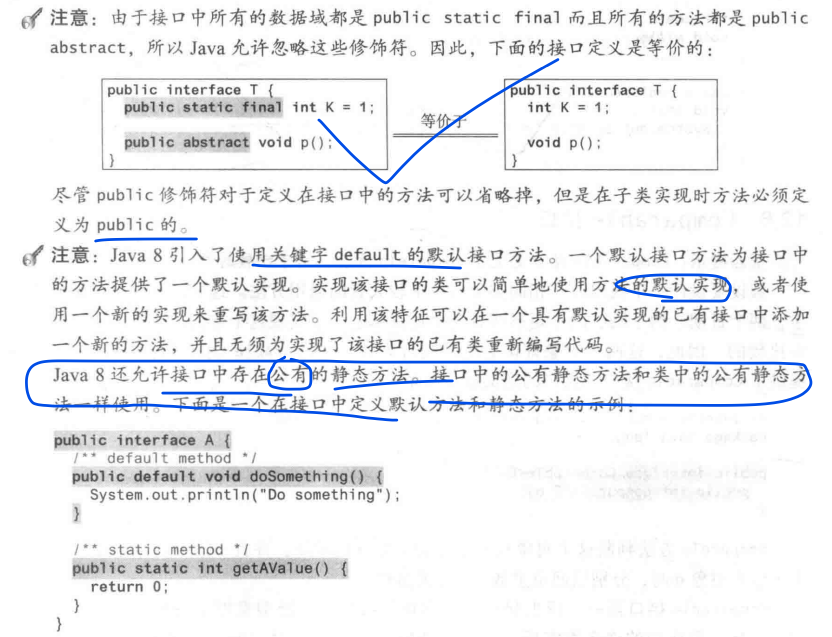 注意：由于接口中所有的数据域都是 public static final 而且所有的方法都是 public
abstract，所以 Java 允许忽略这些修饰符。因此，下面的接口定义是等价的：
public interface T {
public static final int K = 1;
public abstract void p();
}
等价于
public interface T {
int K = 1;
void p();
}
尽管 public 修饰符对于定义在接口中的方法可以省略掉，但是在子类实现时方法必须定
义为 public 的。
注意：Java 8 引入了使用关键字 default 的默认接口方法。一个默认接口方法为接口中
的方法提供了一个默认实现。实现该接口的类可以简单地使用方法的默认实现，或者使
用一个新的实现来重写该方法。利用该特征可以在一个具有默认实现的已有接口中添加
一个新的方法，并且无须为实现了该接口的已有类重新编写代码。
Java 8 还允许接口中存在公有的静态方法。接口中的公有静态方法和类中的公有静态方
法一样使用。下面是一个在接口中定义默认方法和静态方法的示例：
public interface A {
/** default method */
public default void doSomething() {
System.out.println("Do something");
}
/** static method */
public static int getAValue() {
return 0;
}
}